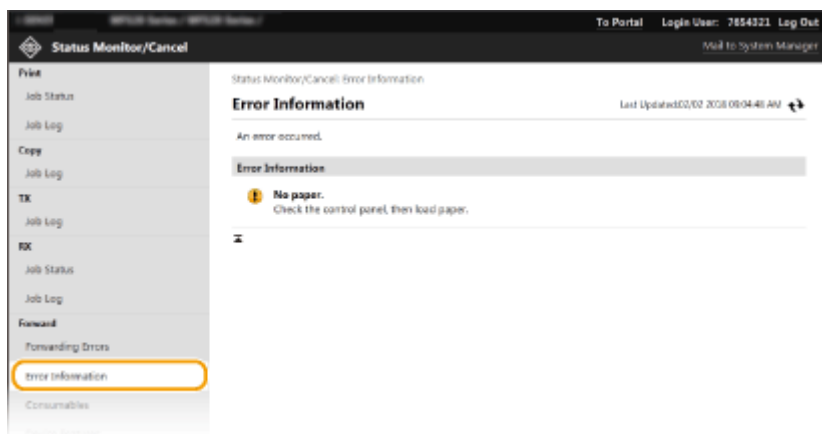 To Portal Login User: 7654321 Log Out
Status Monitor/Cancel
Mail to System Manager
Print
Job Status
Job Log
Copy
Job Log
TX
Job Log
RX
Job Status
Job Log
Forward
Forwarding Errors
Error Information
Consumables
Status Monitor/Cancel: Error Information
Error Information
Last Updated:02/02 2018 09:04:48 AM
An error occurred.
Error Information
No paper.
Check the control panel, then load paper.